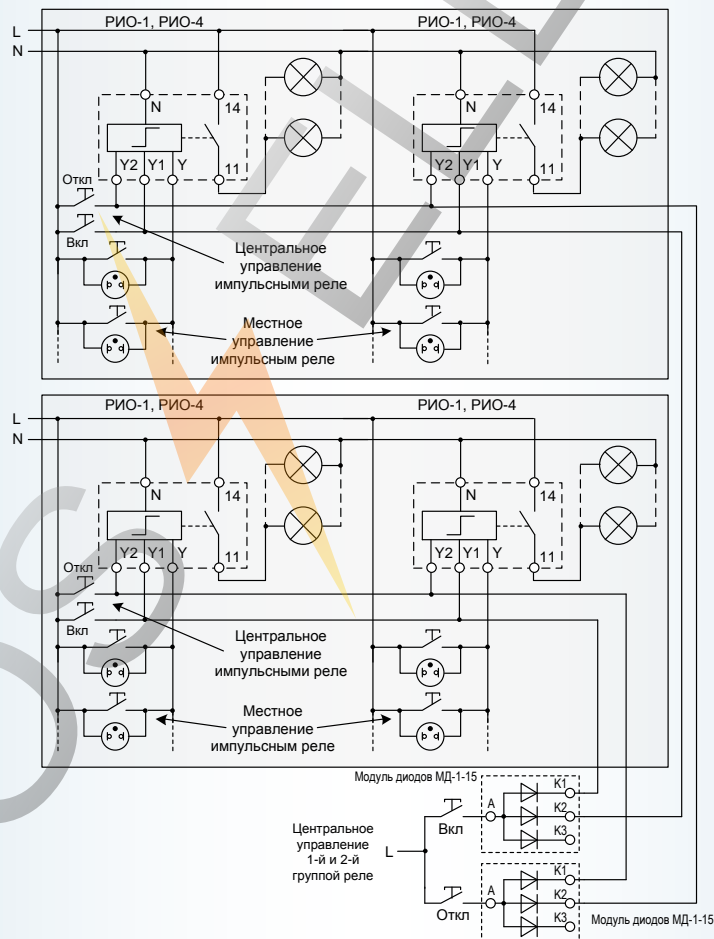 РИО-1, РИО-4
РИО-1, РИО-4
L
N
N
14
N
14
Y2 Y1 Y
11
Y2 Y1 Y
11
Откл
Вкл
Центральное
управление
импульсными реле
Местное
управление
импульсным реле
РИО-1, РИО-4
РИО-1, РИО-4
L
N
N
14
N
14
Y2 Y1 Y
11
Y2 Y1 Y
11
Откл
Вкл
Центральное
управление
импульсными реле
Местное
управление
импульсным реле
Модуль диодов МД-1-15
Центральное
управление
1-й и 2-й
группой реле
L
Вкл
A
K1
K2
K3
Откл
A
K1
K2
K3
Модуль диодов МД-1-15